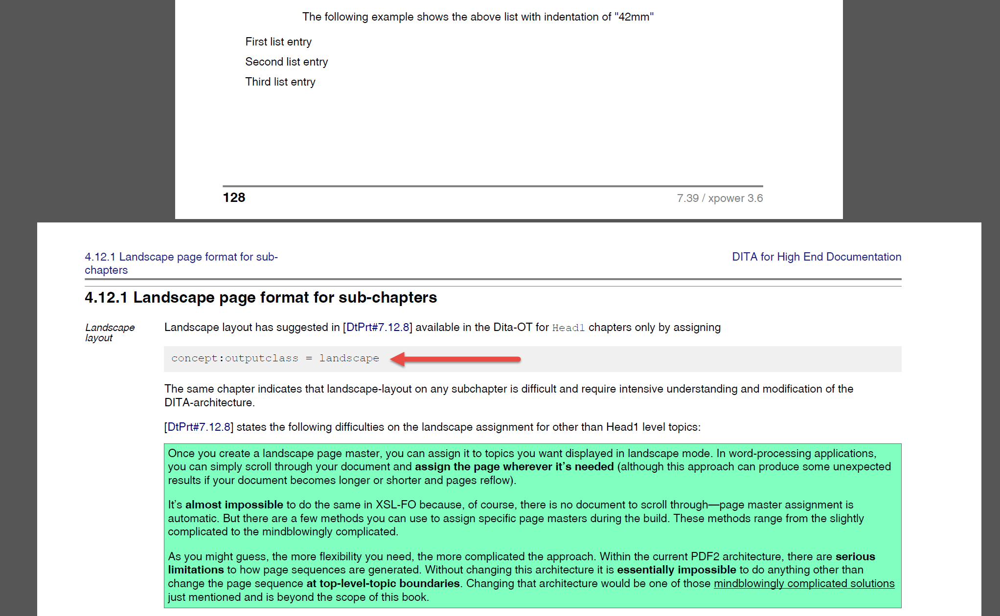 The following example shows the above list with indentation of "42mm"
First list entry
Second list entry
Third list entry
128
7.39 / xpower 3.6
4.12.1 Landscape page format for sub-
chapters
DITA for High End Documentation
4.12.1 Landscape page format for sub-chapters
Landscape
layout
Landscape layout has suggested in [DtPrt#7.12.8] available in the Dita-OT for Head1 chapters only by assigning
concept:outputclass = landscape
The same chapter indicates that landscape-layout on any subchapter is difficult and require intensive understanding and modification of the
DITA-architecture.
[DtPrt#7.12.8] states the following difficulties on the landscape assignment for other than Head1 level topics:
Once you create a landscape page master, you can assign it to topics you want displayed in landscape mode. In word-processing applications,
you can simply scroll through your document and assign the page wherever it’s needed (although this approach can produce some unexpected
results if your document becomes longer or shorter and pages reflow).
It’s almost impossible to do the same in XSL-FO because, of course, there is no document to scroll through—page master assignment is
automatic. But there are a few methods you can use to assign specific page masters during the build. These methods range from the slightly
complicated to the mindblowingly complicated.
As you might guess, the more flexibility you need, the more complicated the approach. Within the current PDF2 architecture, there are serious
limitations to how page sequences are generated. Without changing this architecture it is essentially impossible to do anything other than
change the page sequence at top-level-topic boundaries. Changing that architecture would be one of those mindblowingly complicated solutions
just mentioned and is beyond the scope of this book.